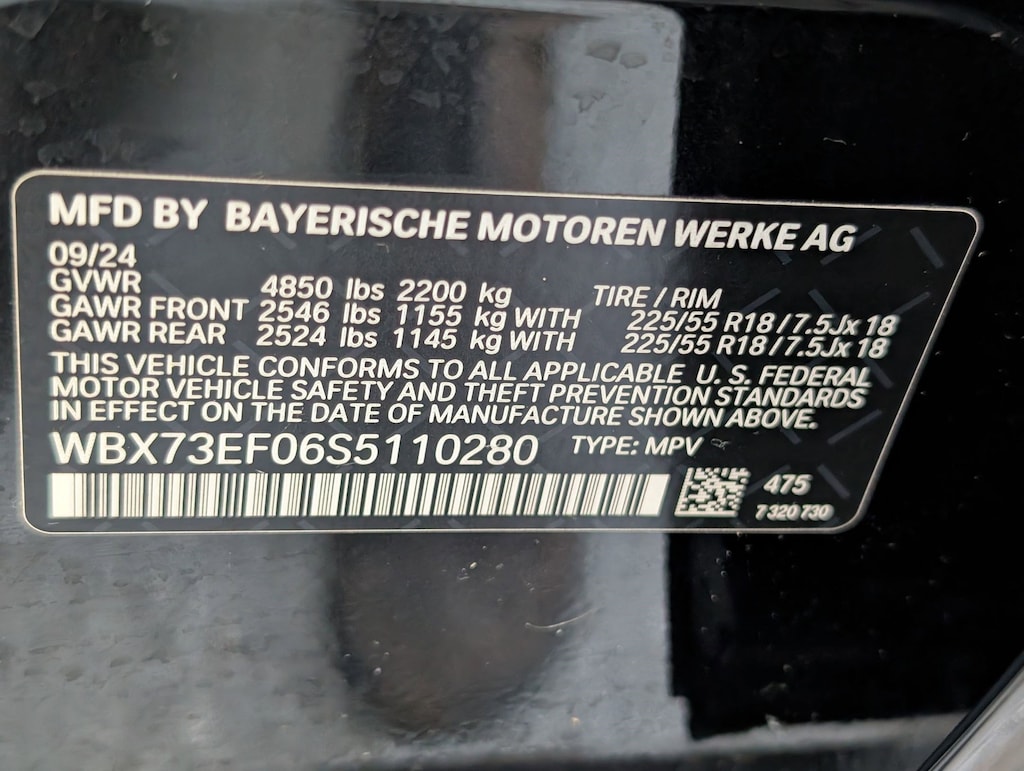 MFD BY BAYERISCHE MOTOREN WERKE AG
09/24
GVWR 4850 lbs 2200 kg TIRE / RIM
GAWR FRONT 2546 lbs 1155 kg WITH 225/55 R18 / 7.5Jx 18
GAWR REAR 2524 lbs 1145 kg WITH 225/55 R18 / 7.5Jx 18
THIS VEHICLE CONFORMS TO ALL APPLICABLE U. S. FEDERAL
MOTOR VEHICLE SAFETY AND THEFT PREVENTION STANDARDS
IN EFFECT ON THE DATE OF MANUFACTURE SHOWN ABOVE.
WBX73EF06S5110280 TYPE: MPV
475
7 320 730